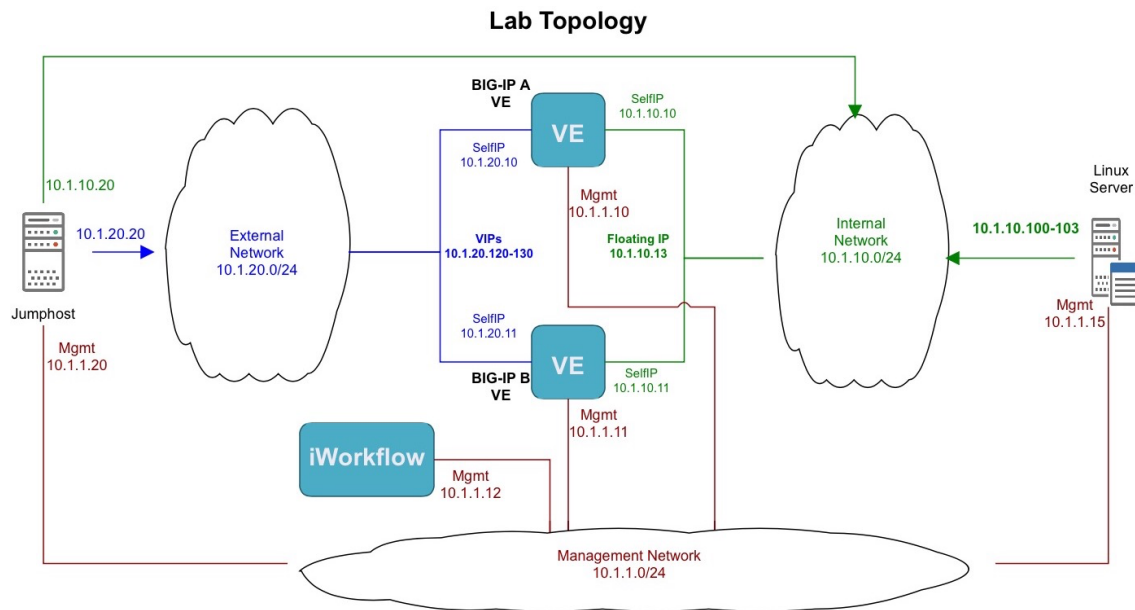 Lab Topology
BIG-IP A
VE
VE
SelfIP
10.1.10.10
SelfIP
10.1.20.10
Mgmt
10.1.1.10
10.1.10.20
10.1.20.20
Jumphost
Mgmt
10.1.1.20
External
Network
10.1.20.0/24
VIPs
10.1.20.120-130
Floating IP
10.1.10.13
Internal
Network
10.1.10.0/24
Linux
Server
10.1.10.100-103
Mgmt
10.1.1.15
SelfIP
10.1.20.11
VE
BIG-IP B
VE
SelfIP
10.1.10.11
Mgmt
10.1.1.11
iWorkflow
Mgmt
10.1.1.12
Management Network
10.1.1.0/24